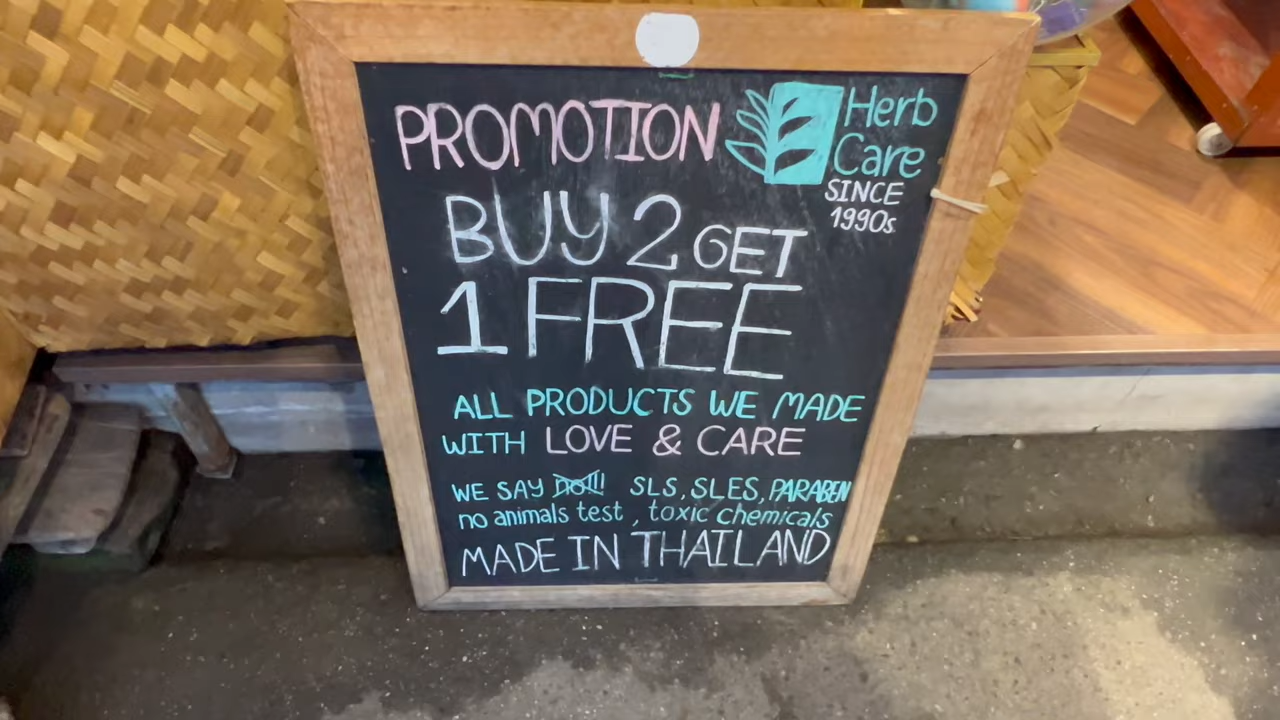 PROMOTION
Herb
Care
SINCE
1990s
BUY 2 GET
1 FREE
ALL PRODUCTS WE MADE
WITH LOVE & CARE
WE SAY no!!! SLS, SLES, PARABEN
no animals test, toxic chemicals
MADE IN THAILAND